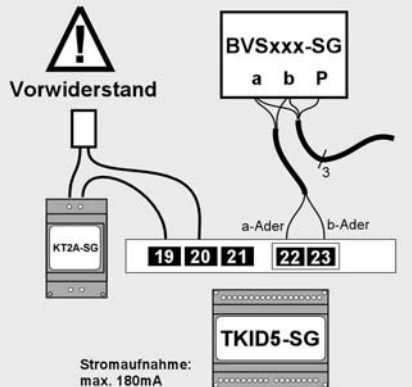 Vorwiderstand
BVSxxx-SG
a b P
3
a-Ader b-Ader
KT2A-SG
19 20 21 22 23
TKID5-SG
Stromaufnahme:
max. 180mA